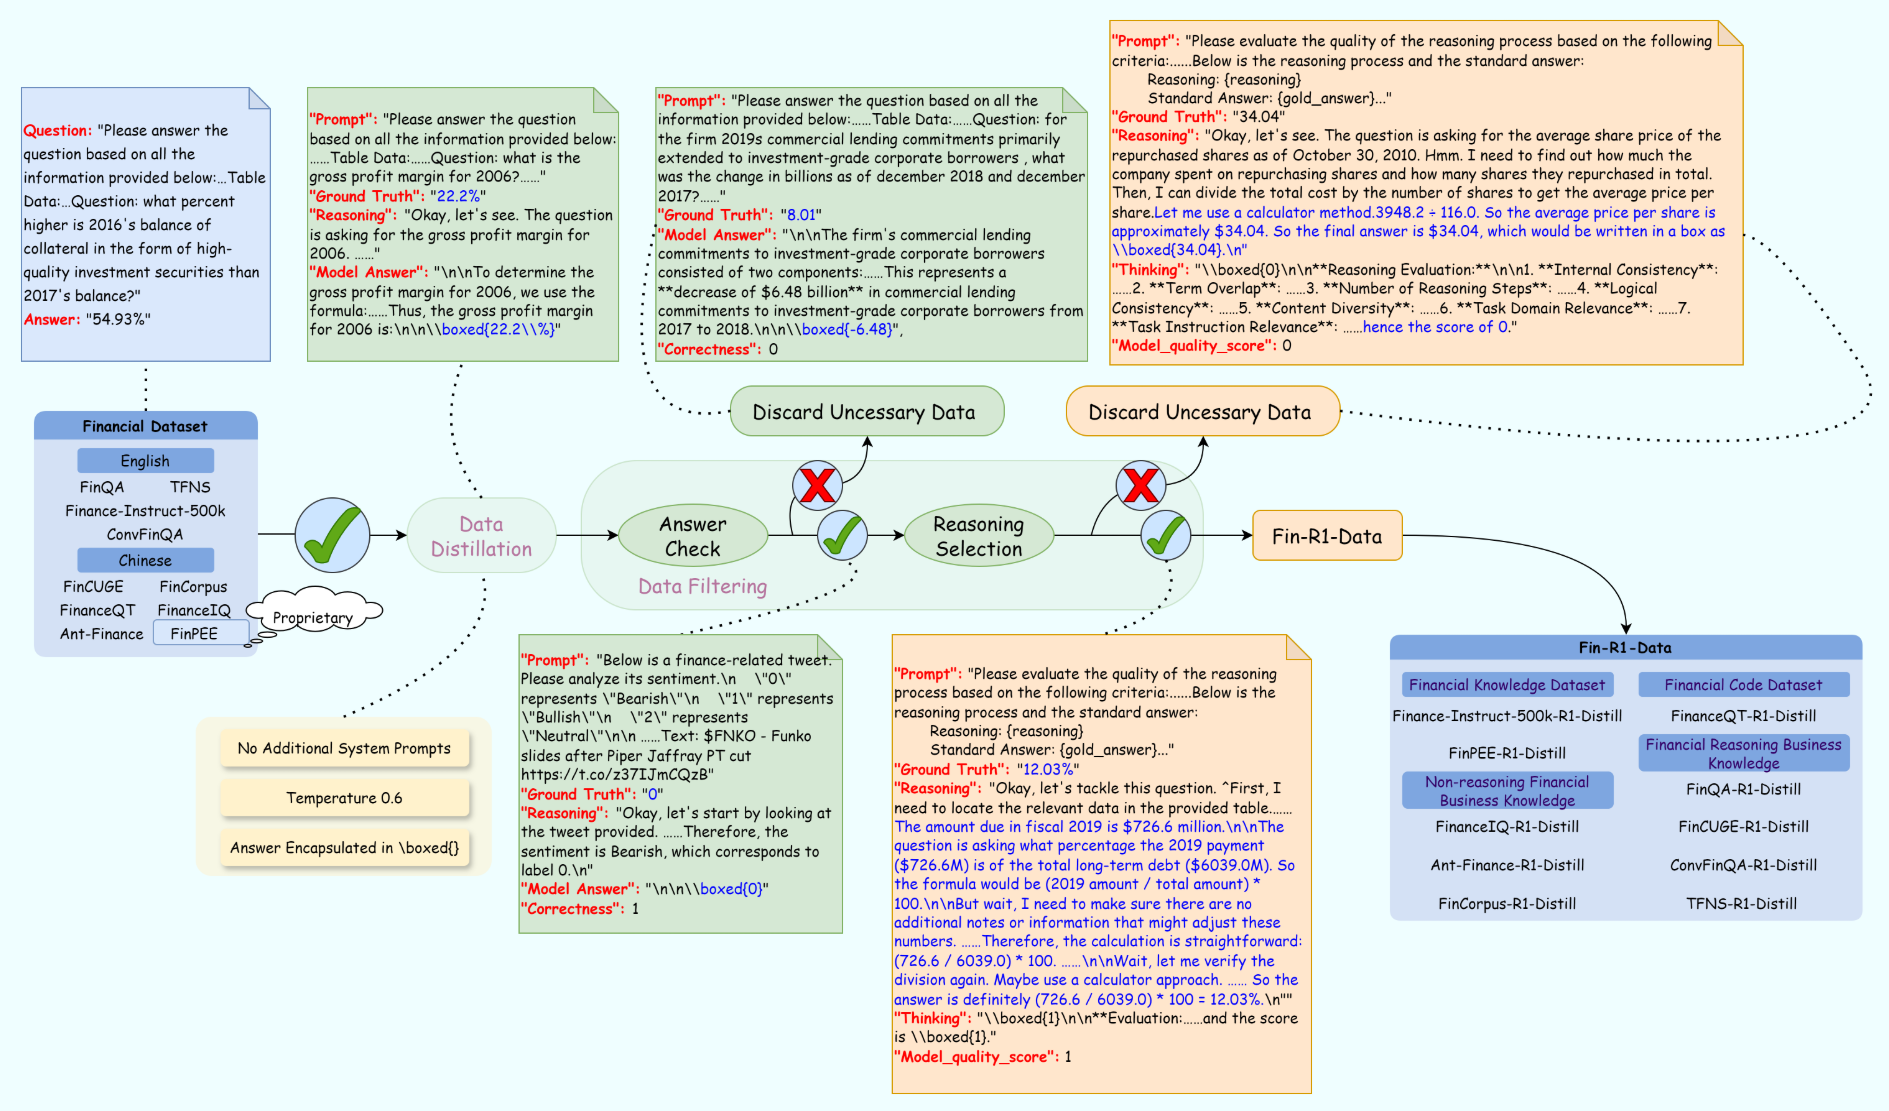 Question: "Please answer the
question based on all the
information provided below:...Table
Data:...Question: what percent
higher is 2016's balance of
collateral in the form of high-
quality investment securities than
2017's balance?"
Answer: "54.93%"
"Prompt": "Please answer the question
based on all the information provided below:
......Table Data:......Question: what is the
gross profit margin for 2006?......"
"Ground Truth": "22.2%"
"Reasoning": "Okay, let's see. The question
is asking for the gross profit margin for
2006. ......"
"Model Answer": "\n\nTo determine the
gross profit margin for 2006, we use the
formula:......Thus, the gross profit margin
for 2006 is:\n\n\\boxed{22.2\\%}"
"Prompt": "Please answer the question based on all the
information provided below:......Table Data:......Question: for
the firm 2019s commercial lending commitments primarily
extended to investment-grade corporate borrowers , what
was the change in billions as of december 2018 and december
2017?......"
"Ground Truth": "8.01"
"Model Answer": "\n\nThe firm's commercial lending
commitments to investment-grade corporate borrowers
consisted of two components:......This represents a
**decrease of $6.48 billion** in commercial lending
commitments to investment-grade corporate borrowers from
2017 to 2018.\n\n\\boxed{-6.48}",
"Correctness": 0
"Prompt": "Please evaluate the quality of the reasoning process based on the following
criteria:......Below is the reasoning process and the standard answer:
Reasoning: {reasoning}
Standard Answer: {gold_answer}..."
"Ground Truth": "34.04"
"Reasoning": "Okay, let's see. The question is asking for the average share price of the
repurchased shares as of October 30, 2010. Hmm. I need to find out how much the
company spent on repurchasing shares and how many shares they repurchased in total.
Then, I can divide the total cost by the number of shares to get the average price per
share.Let me use a calculator method.3948.2 ÷ 116.0. So the average price per share is
approximately $34.04. So the final answer is $34.04, which would be written in a box as
\\boxed{34.04}.\n"
"Thinking": "\\boxed{0}\n\n**Reasoning Evaluation:**\n\n1. **Internal Consistency**:
......2. **Term Overlap**: ......3. **Number of Reasoning Steps**: ......4. **Logical
Consistency**: ......5. **Content Diversity**: ......6. **Task Domain Relevance**: ......7.
**Task Instruction Relevance**: ......hence the score of 0."
"Model_quality_score": 0
Discard Uncessary Data
Discard Uncessary Data
Financial Dataset
English
FinQA TFNS
Finance-Instruct-500k
ConvFinQA
Chinese
FinCUGE FinCorpus
FinanceQT FinanceIQ
Ant-Finance FinPEE
Proprietary
Data
Distillation
Answer
Check
Reasoning
Selection
Data Filtering
Fin-R1-Data
No Additional System Prompts
Temperature 0.6
Answer Encapsulated in \boxed{}
"Prompt": "Below is a finance-related tweet.
Please analyze its sentiment.\n \"0\"
represents \"Bearish\"\n \"1\" represents
\"Bullish\"\n \"2\" represents
\"Neutral\"\n\n ......Text: $FNKO - Funko
slides after Piper Jaffray PT cut
https://t.co/z37IJmCQzB"
"Ground Truth": "0"
"Reasoning": "Okay, let's start by looking at
the tweet provided. ......Therefore, the
sentiment is Bearish, which corresponds to
label 0.\n"
"Model Answer": "\n\n\\boxed{0}"
"Correctness": 1
"Prompt": "Please evaluate the quality of the reasoning
process based on the following criteria:......Below is the
reasoning process and the standard answer:
Reasoning: {reasoning}
Standard Answer: {gold_answer}..."
"Ground Truth": "12.03%"
"Reasoning": "Okay, let's tackle this question. ^First, I
need to locate the relevant data in the provided table......
The amount due in fiscal 2019 is $726.6 million.\n\nThe
question is asking what percentage the 2019 payment
($726.6M) is of the total long-term debt ($6039.0M). So
the formula would be (2019 amount / total amount) *
100.\n\nBut wait, I need to make sure there are no
additional notes or information that might adjust these
numbers. ......Therefore, the calculation is straightforward:
(726.6 / 6039.0) * 100. ......\n\nWait, let me verify the
division again. Maybe use a calculator approach. ...... So the
answer is definitely (726.6 / 6039.0) * 100 = 12.03%.\n""
"Thinking": "\\boxed{1}\n\n**Evaluation:......and the score
is \\boxed{1}."
"Model_quality_score": 1
Fin-R1-Data
Financial Knowledge Dataset
Finance-Instruct-500k-R1-Distill
FinPEE-R1-Distill
Non-reasoning Financial
Business Knowledge
FinanceIQ-R1-Distill
Ant-Finance-R1-Distill
FinCorpus-R1-Distill
Financial Code Dataset
FinanceQT-R1-Distill
Financial Reasoning Business
Knowledge
FinQA-R1-Distill
FinCUGE-R1-Distill
ConvFinQA-R1-Distill
TFNS-R1-Distill